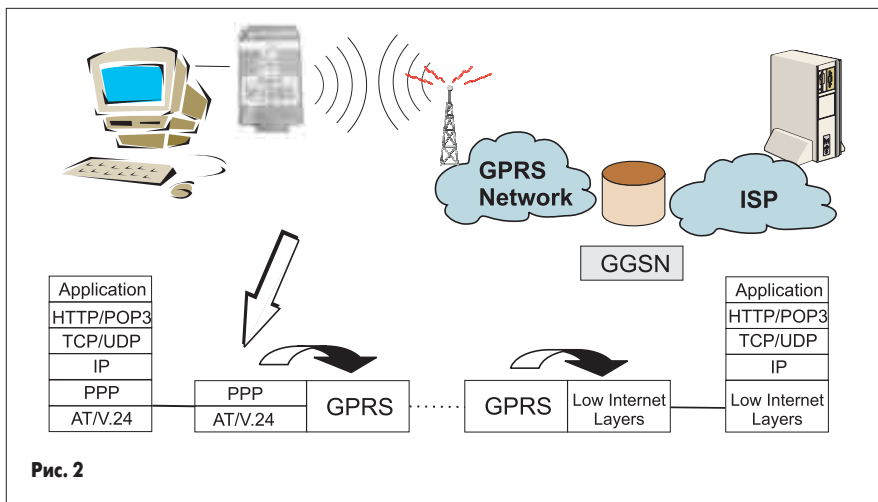 GPRS
Network
ISP
GGSN
Application
HTTP/POP3
TCP/UDP
IP
PPP
AT/V.24
PPP
AT/V.24
GPRS
GPRS
Low Internet
Layers
Application
HTTP/POP3
TCP/UDP
IP
Low Internet
Layers
Рис. 2